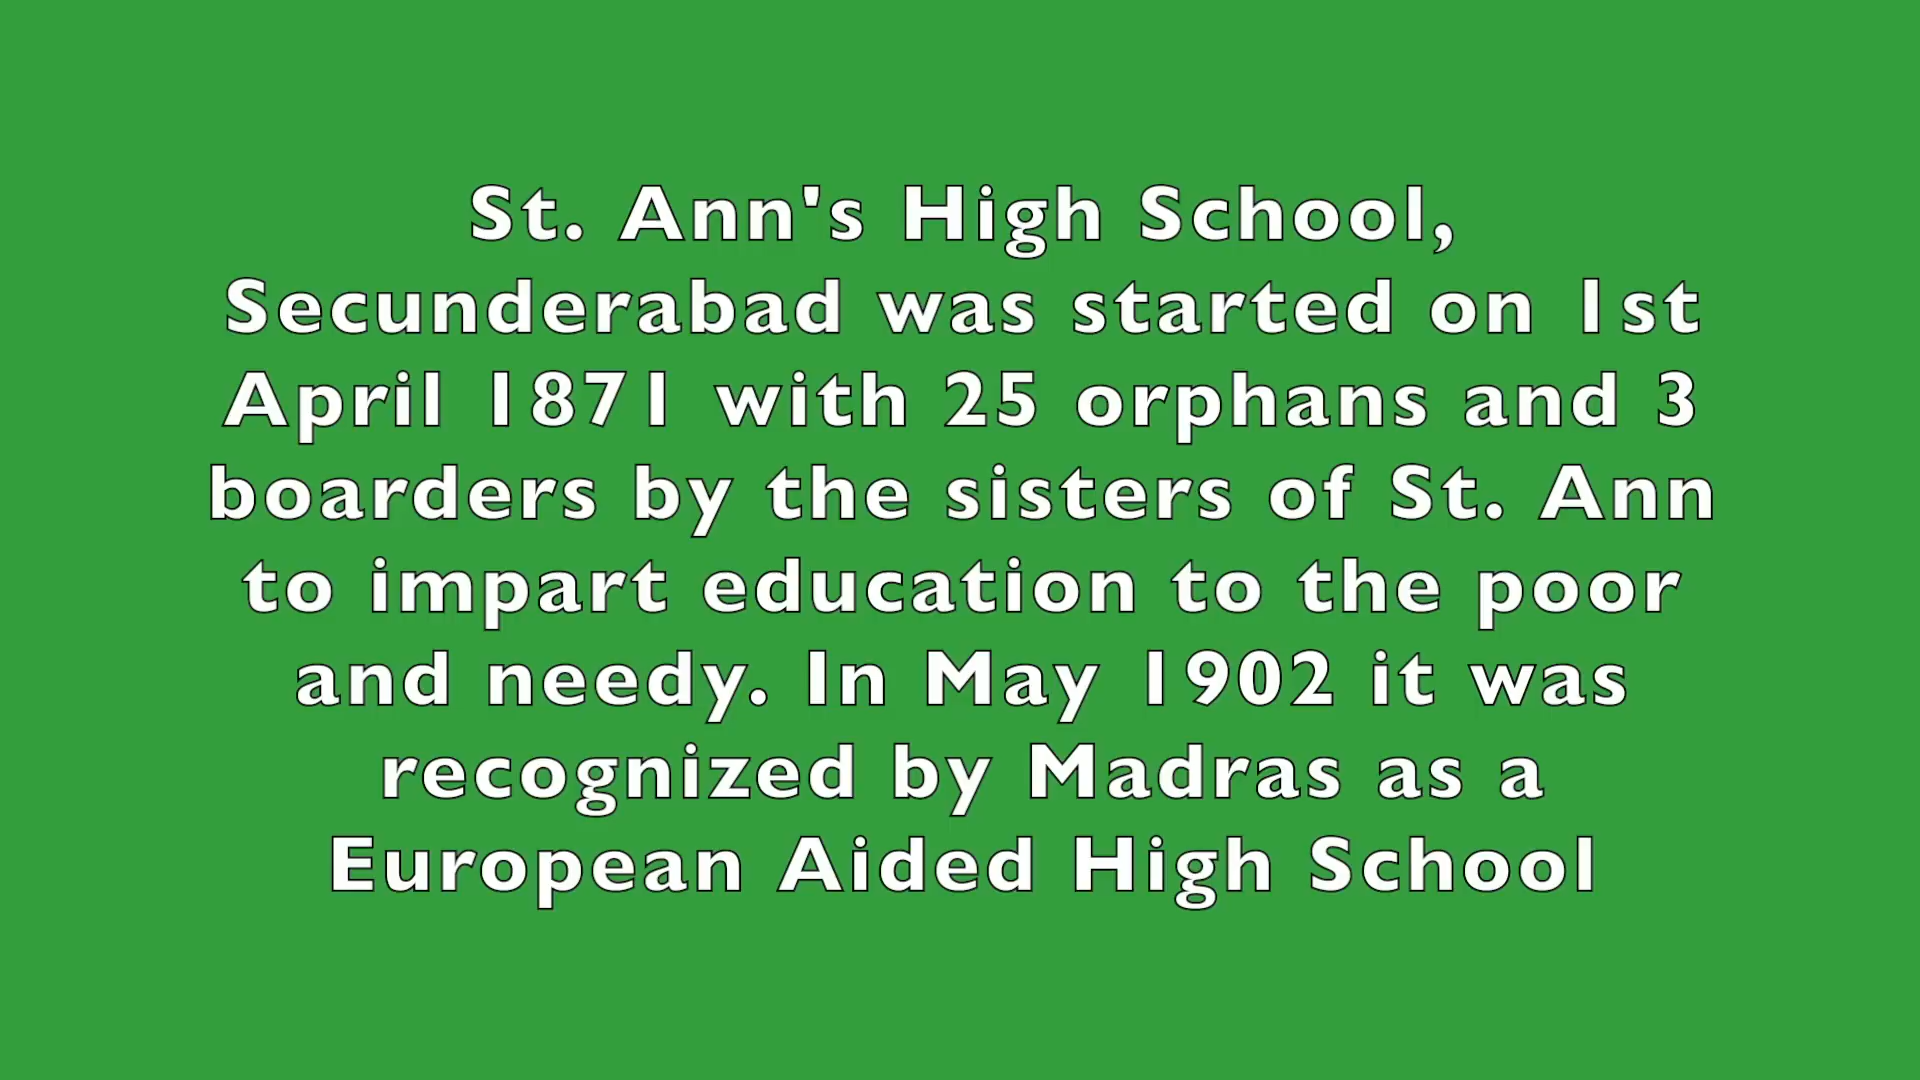 St. Ann's High School,
Secunderabad was started on 1st
April 1871 with 25 orphans and 3
boarders by the sisters of St. Ann
to impart education to the poor
and needy. In May 1902 it was
recognized by Madras as a
European Aided High School